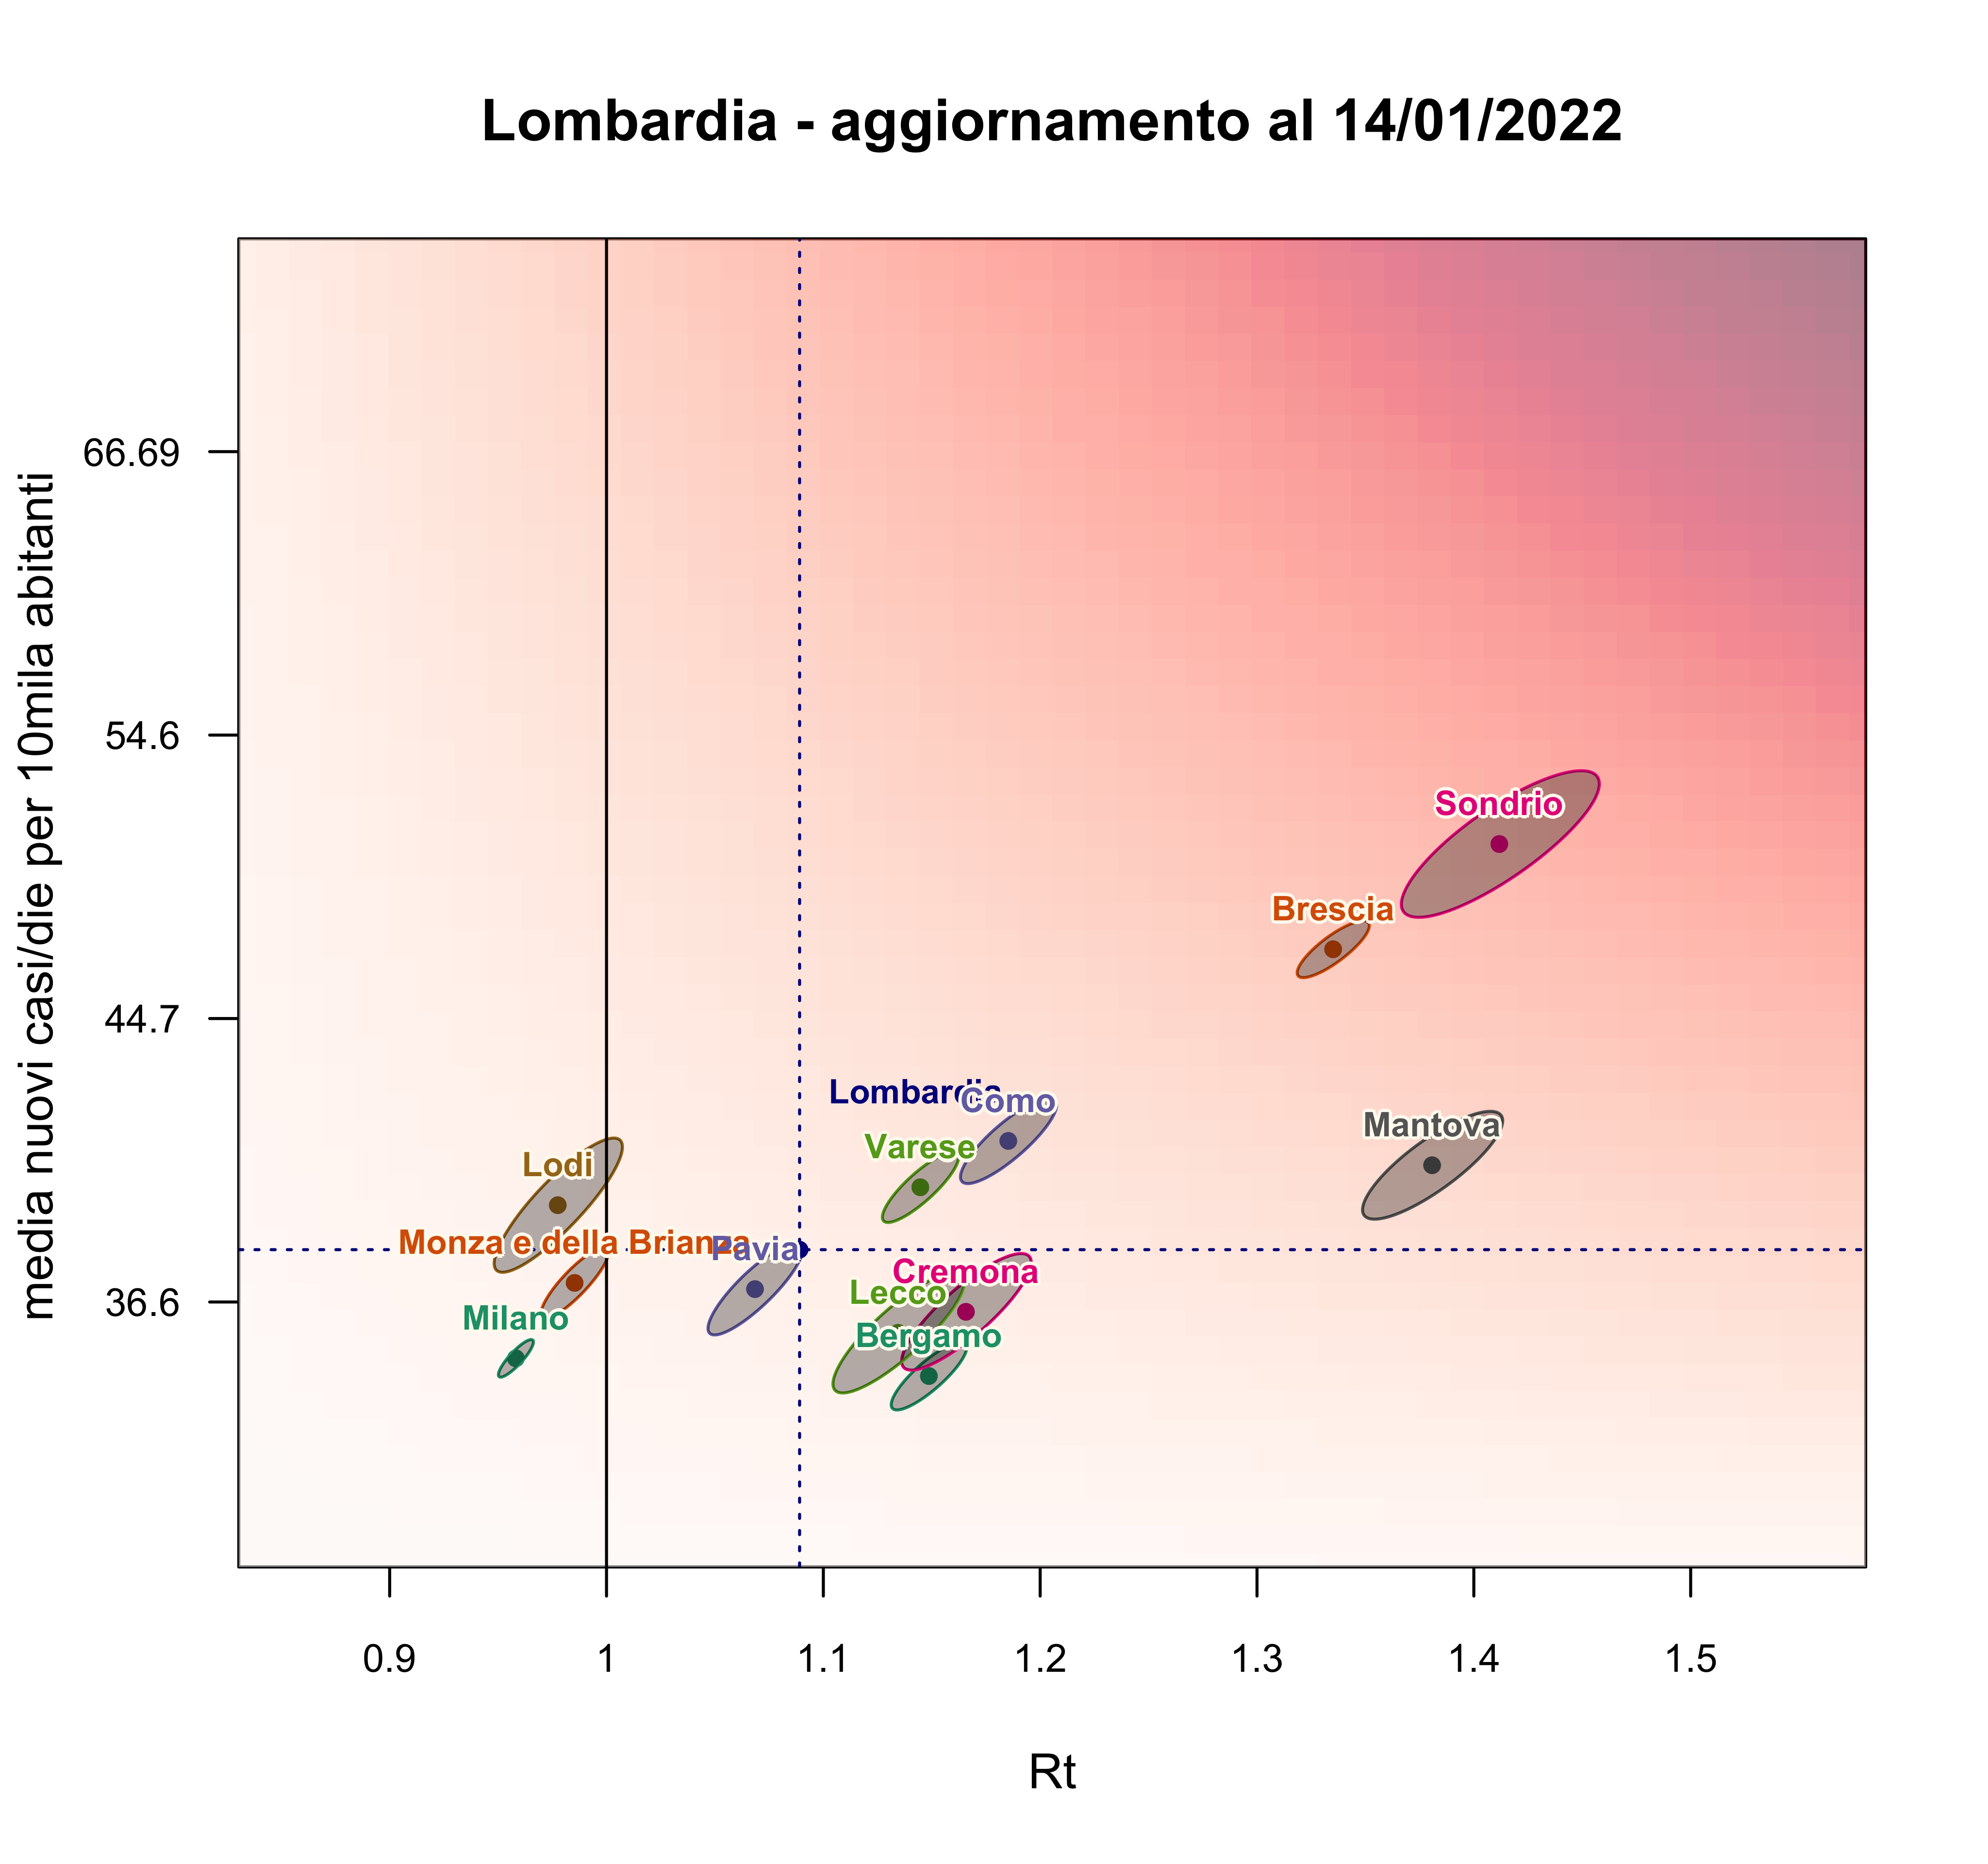 Lombardia - aggiornamento al 14/01/2022
media nuovi casi/die per 10mila abitanti
66.69
54.6
44.7
36.6
Sondrio
Brescia
Lombardia
Como
Mantova
Varese
Lodi
Monza e della Brianza
Pavia
Cremona
Lecco
Milano
Bergamo
0.9
1
1.1
1.2
1.3
1.4
1.5
Rt